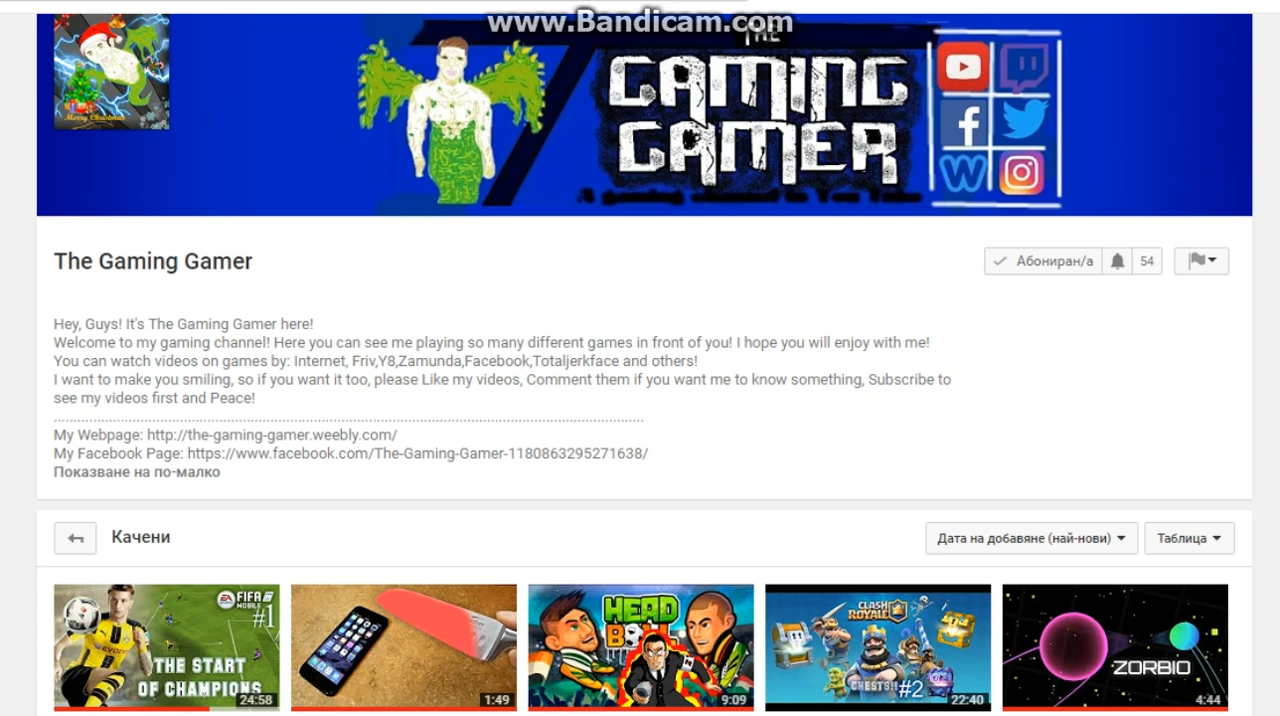 www.Bandicam.com
Merry Christmas
THE
GAMING
GAMER
The Gaming Gamer
Абониран/а
54
Hey, Guys! It's The Gaming Gamer here!
Welcome to my gaming channel! Here you can see me playing so many different games in front of you! I hope you will enjoy with me!
You can watch videos on games by: Internet, Friv,Y8,Zamunda,Facebook,Totaljerkface and others!
I want to make you smiling, so if you want it too, please Like my videos, Comment them if you want me to know something, Subscribe to
see my videos first and Peace!
My Webpage: http://the-gaming-gamer.weebly.com/
My Facebook Page: https://www.facebook.com/The-Gaming-Gamer-1180863295271638/
Показване на по-малко
Качени
Дата на добавяне (най-нови)
Таблица
EA FIFA
MOBILE
#1
THE START
OF CHAMPIONS
24:58
1:49
HEAD
9:09
CLASH
ROYALE
CHESTS!!#2
22:40
ZORBIO
4:44